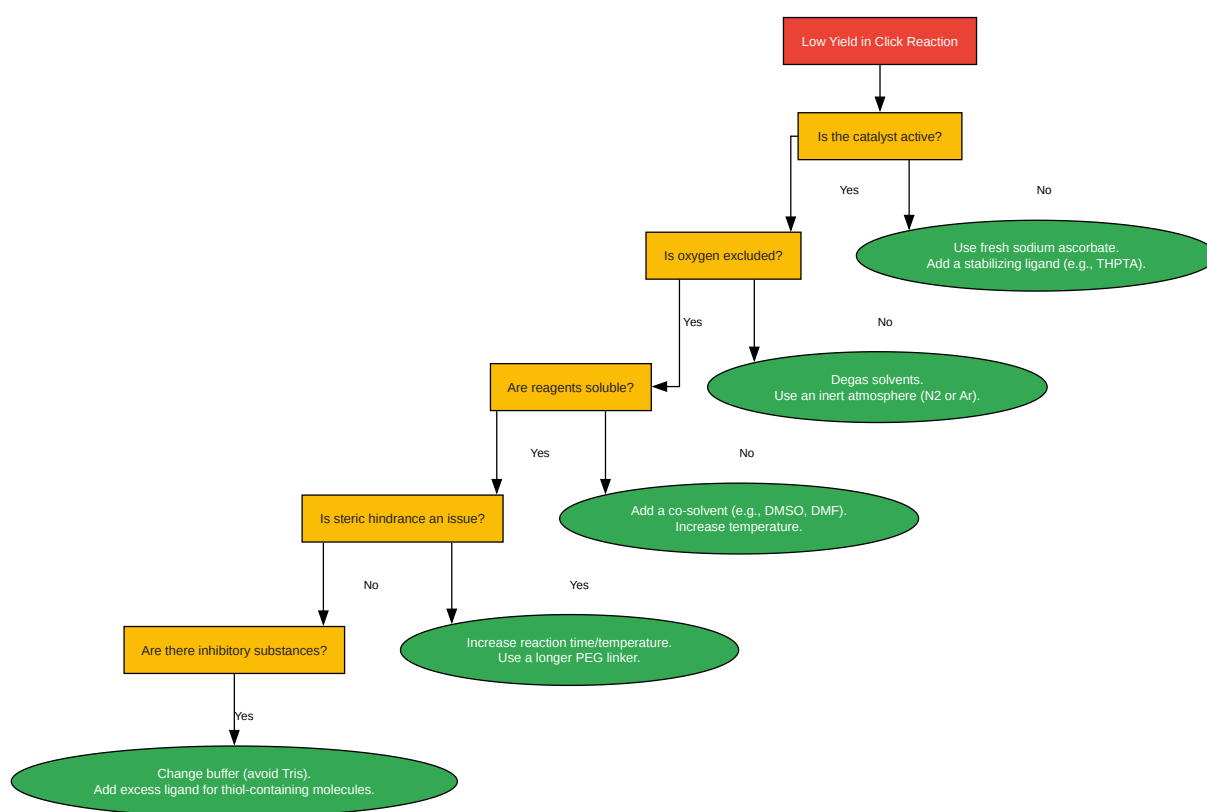 Low Yield in Click Reaction
Is the catalyst active?
Yes
No
Is oxygen excluded?
Use fresh sodium ascorbate.
Add a stabilizing ligand (e.g., THPTA).
Yes
No
Are reagents soluble?
Degas solvents.
Use an inert atmosphere (N2 or Ar).
Yes
No
Is steric hindrance an issue?
Add a co-solvent (e.g., DMSO, DMF).
Increase temperature.
No
Yes
Are there inhibitory substances?
Increase reaction time/temperature.
Use a longer PEG linker.
Yes
Change buffer (avoid Tris).
Add excess ligand for thiol-containing molecules.